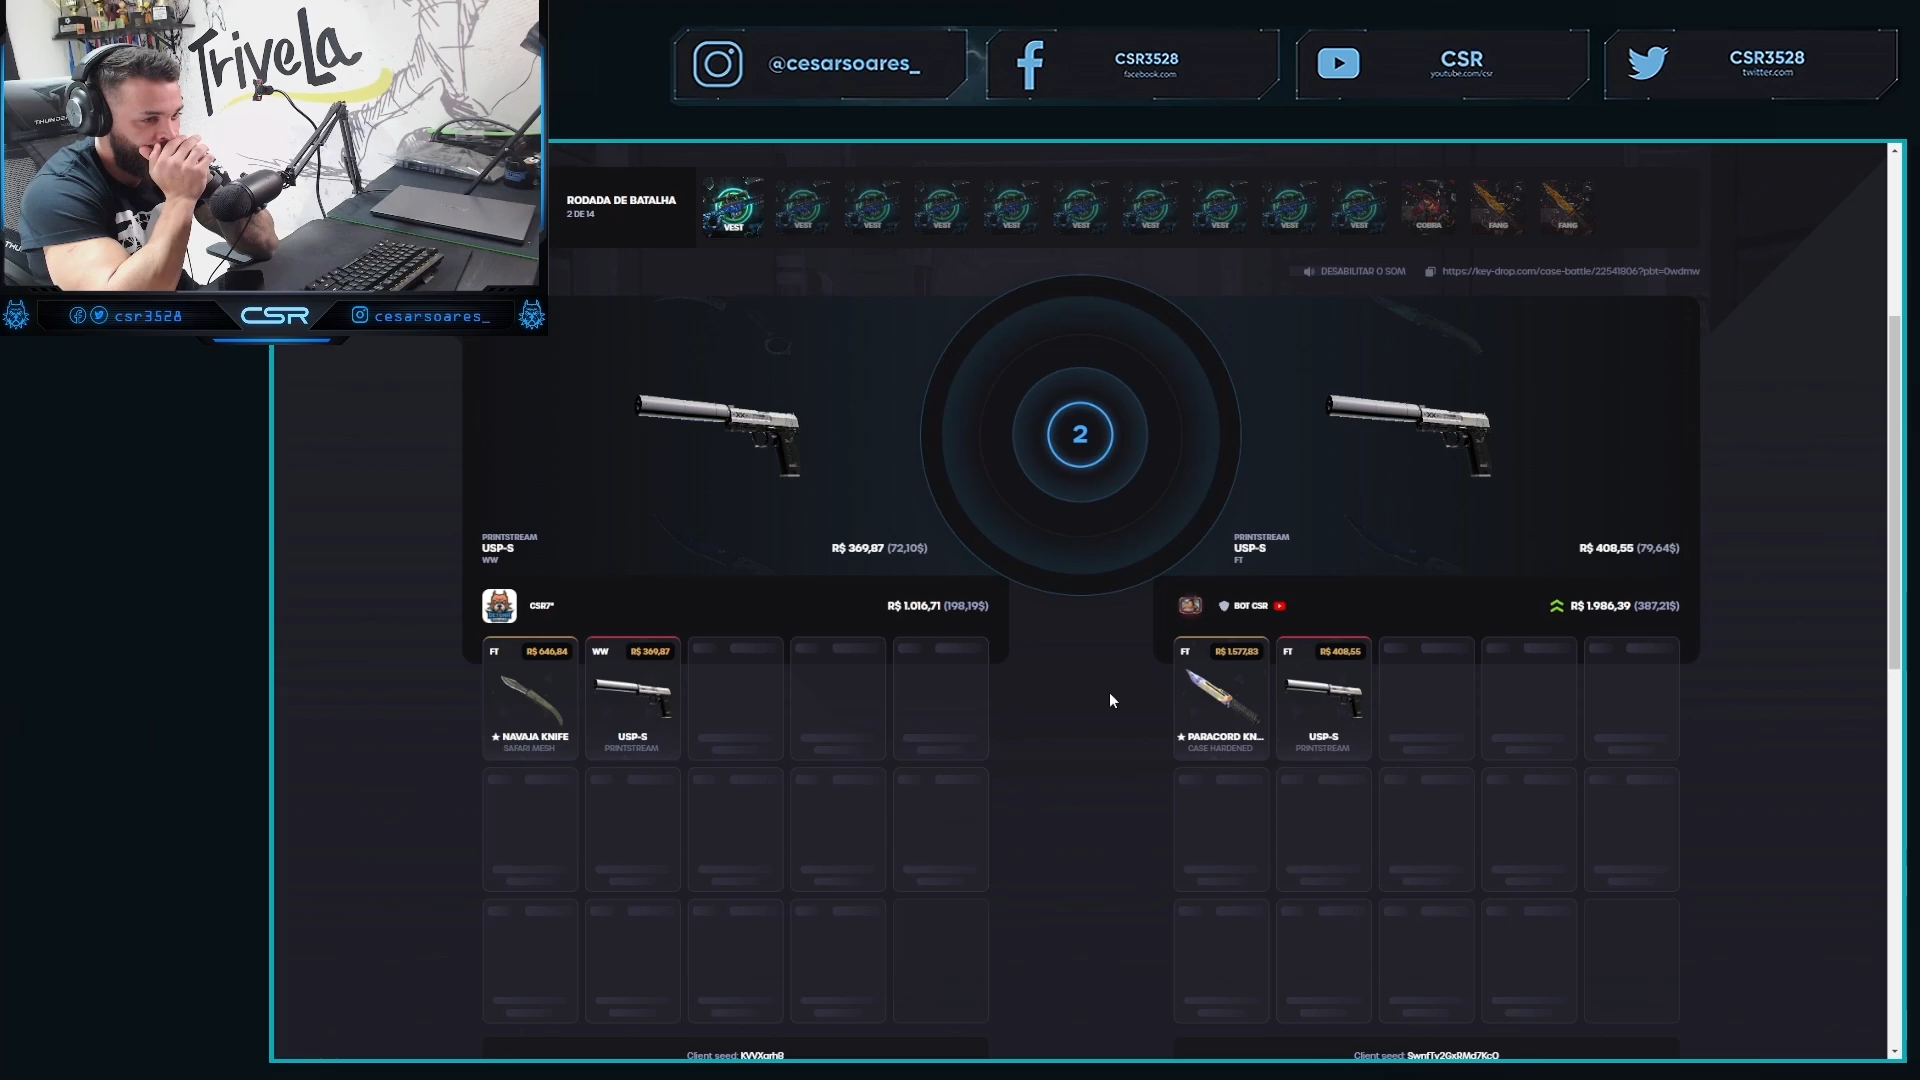 TriveLa
THUNDER
THU
csr3528
CSR
cesarsoares_
@cesarsoares_
CSR3528
facebook.com
CSR
youtube.com/csr
CSR3528
twitter.com
RODADA DE BATALHA
2 DE 14
VEST
VEST
VEST
VEST
VEST
VEST
VEST
VEST
VEST
VEST
COBRA
FANG
FANG
DESABILITAR O SOM
https://key-drop.com/case-battle/22541806?pbt=0wdmw
2
PRINTSTREAM
USP-S
WW
R$ 369,87 (72,10$)
PRINTSTREAM
USP-S
FT
R$ 408,55 (79,64$)
CSR7*
R$ 1.016,71 (198,19$)
BOT CSR
R$ 1.986,39 (387,21$)
FT R$ 646,84
★ NAVAJA KNIFE
SAFARI MESH
WW R$ 369,87
USP-S
PRINTSTREAM
FT R$ 1.577,83
★ PARACORD KN...
CASE HARDENED
FT R$ 408,55
USP-S
PRINTSTREAM
Client seed: KVVXarh8
Client seed: SwnfTv2GxRMd7KcO